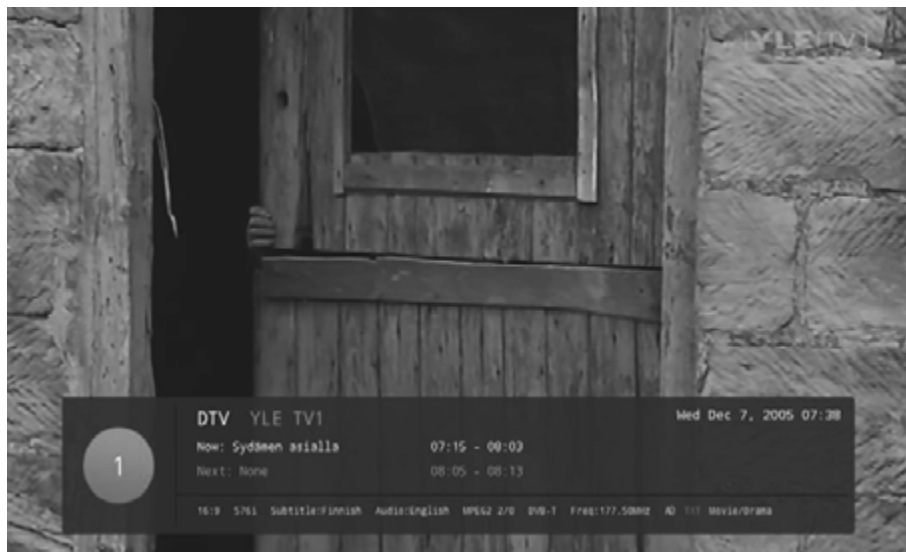 YLE TV1
DTV YLE TV1 Wed Dec 7, 2005 07:38
1
Now: Sydämen asialla 07:15 - 08:03
Next: None 08:05 - 08:13
16:9 576i Subtitle:Finnish Audio:English MPEG2 2/0 DVB-T Freq:177.50MHz AD Movie/Drama